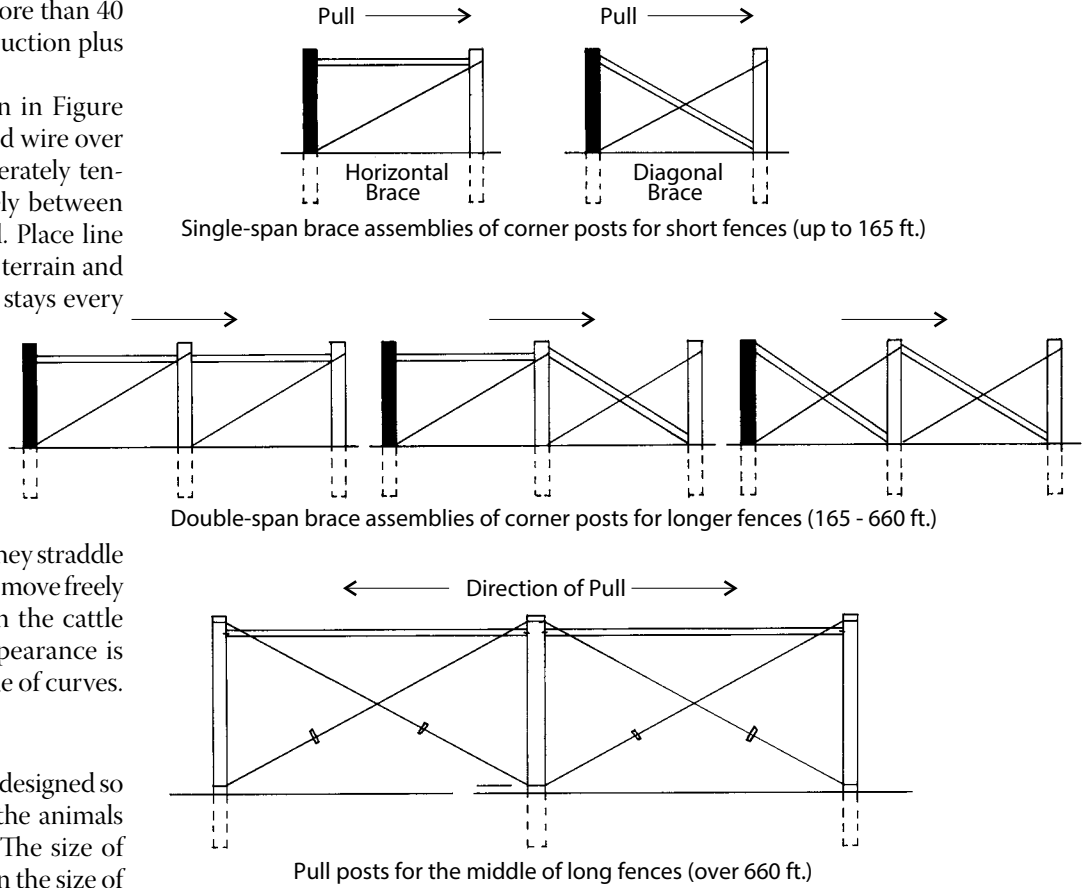 ore than 40
uction plus
n in Figure
d wire over
erately ten-
ely between
l. Place line
terrain and
stays every
hey straddle
move freely
n the cattle
pearance is
e of curves.
designed so
the animals
The size of
n the size of
Pull
Pull
Horizontal
Brace
Diagonal
Brace
Single-span brace assemblies of corner posts for short fences (up to 165 ft.)
Double-span brace assemblies of corner posts for longer fences (165 - 660 ft.)
Direction of Pull
Pull posts for the middle of long fences (over 660 ft.)